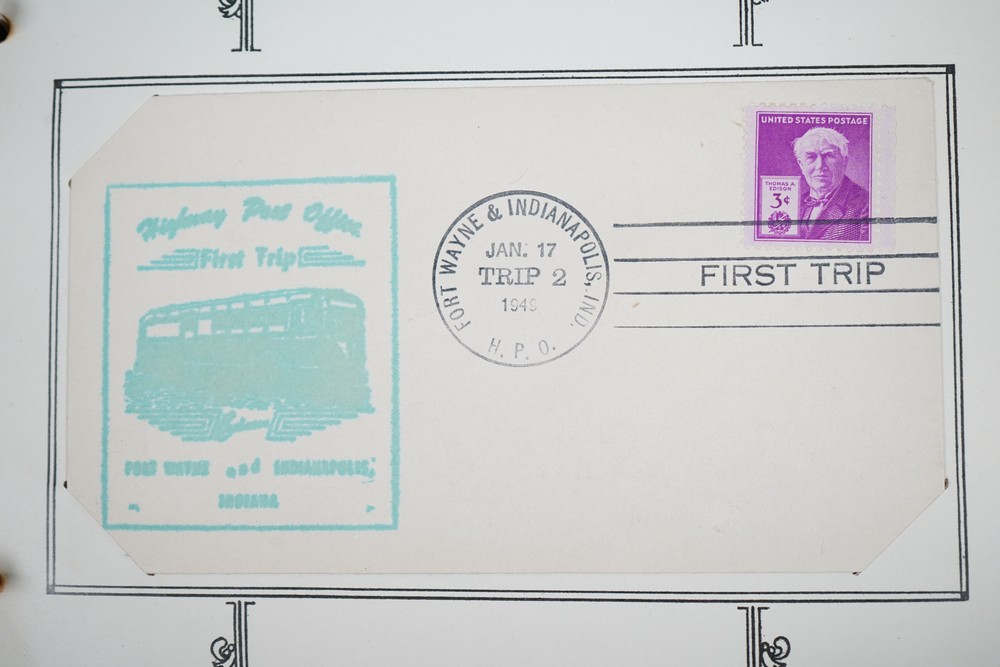 UNITED STATES POSTAGE
THOMAS A.
EDISON
3¢
FORT WAYNE & INDIANAPOLIS, IND.
JAN. 17
TRIP 2
1949
H. P. O.
FIRST TRIP
Highway Post Office
First Trip
FORT WAYNE and INDIANAPOLIS,
INDIANA